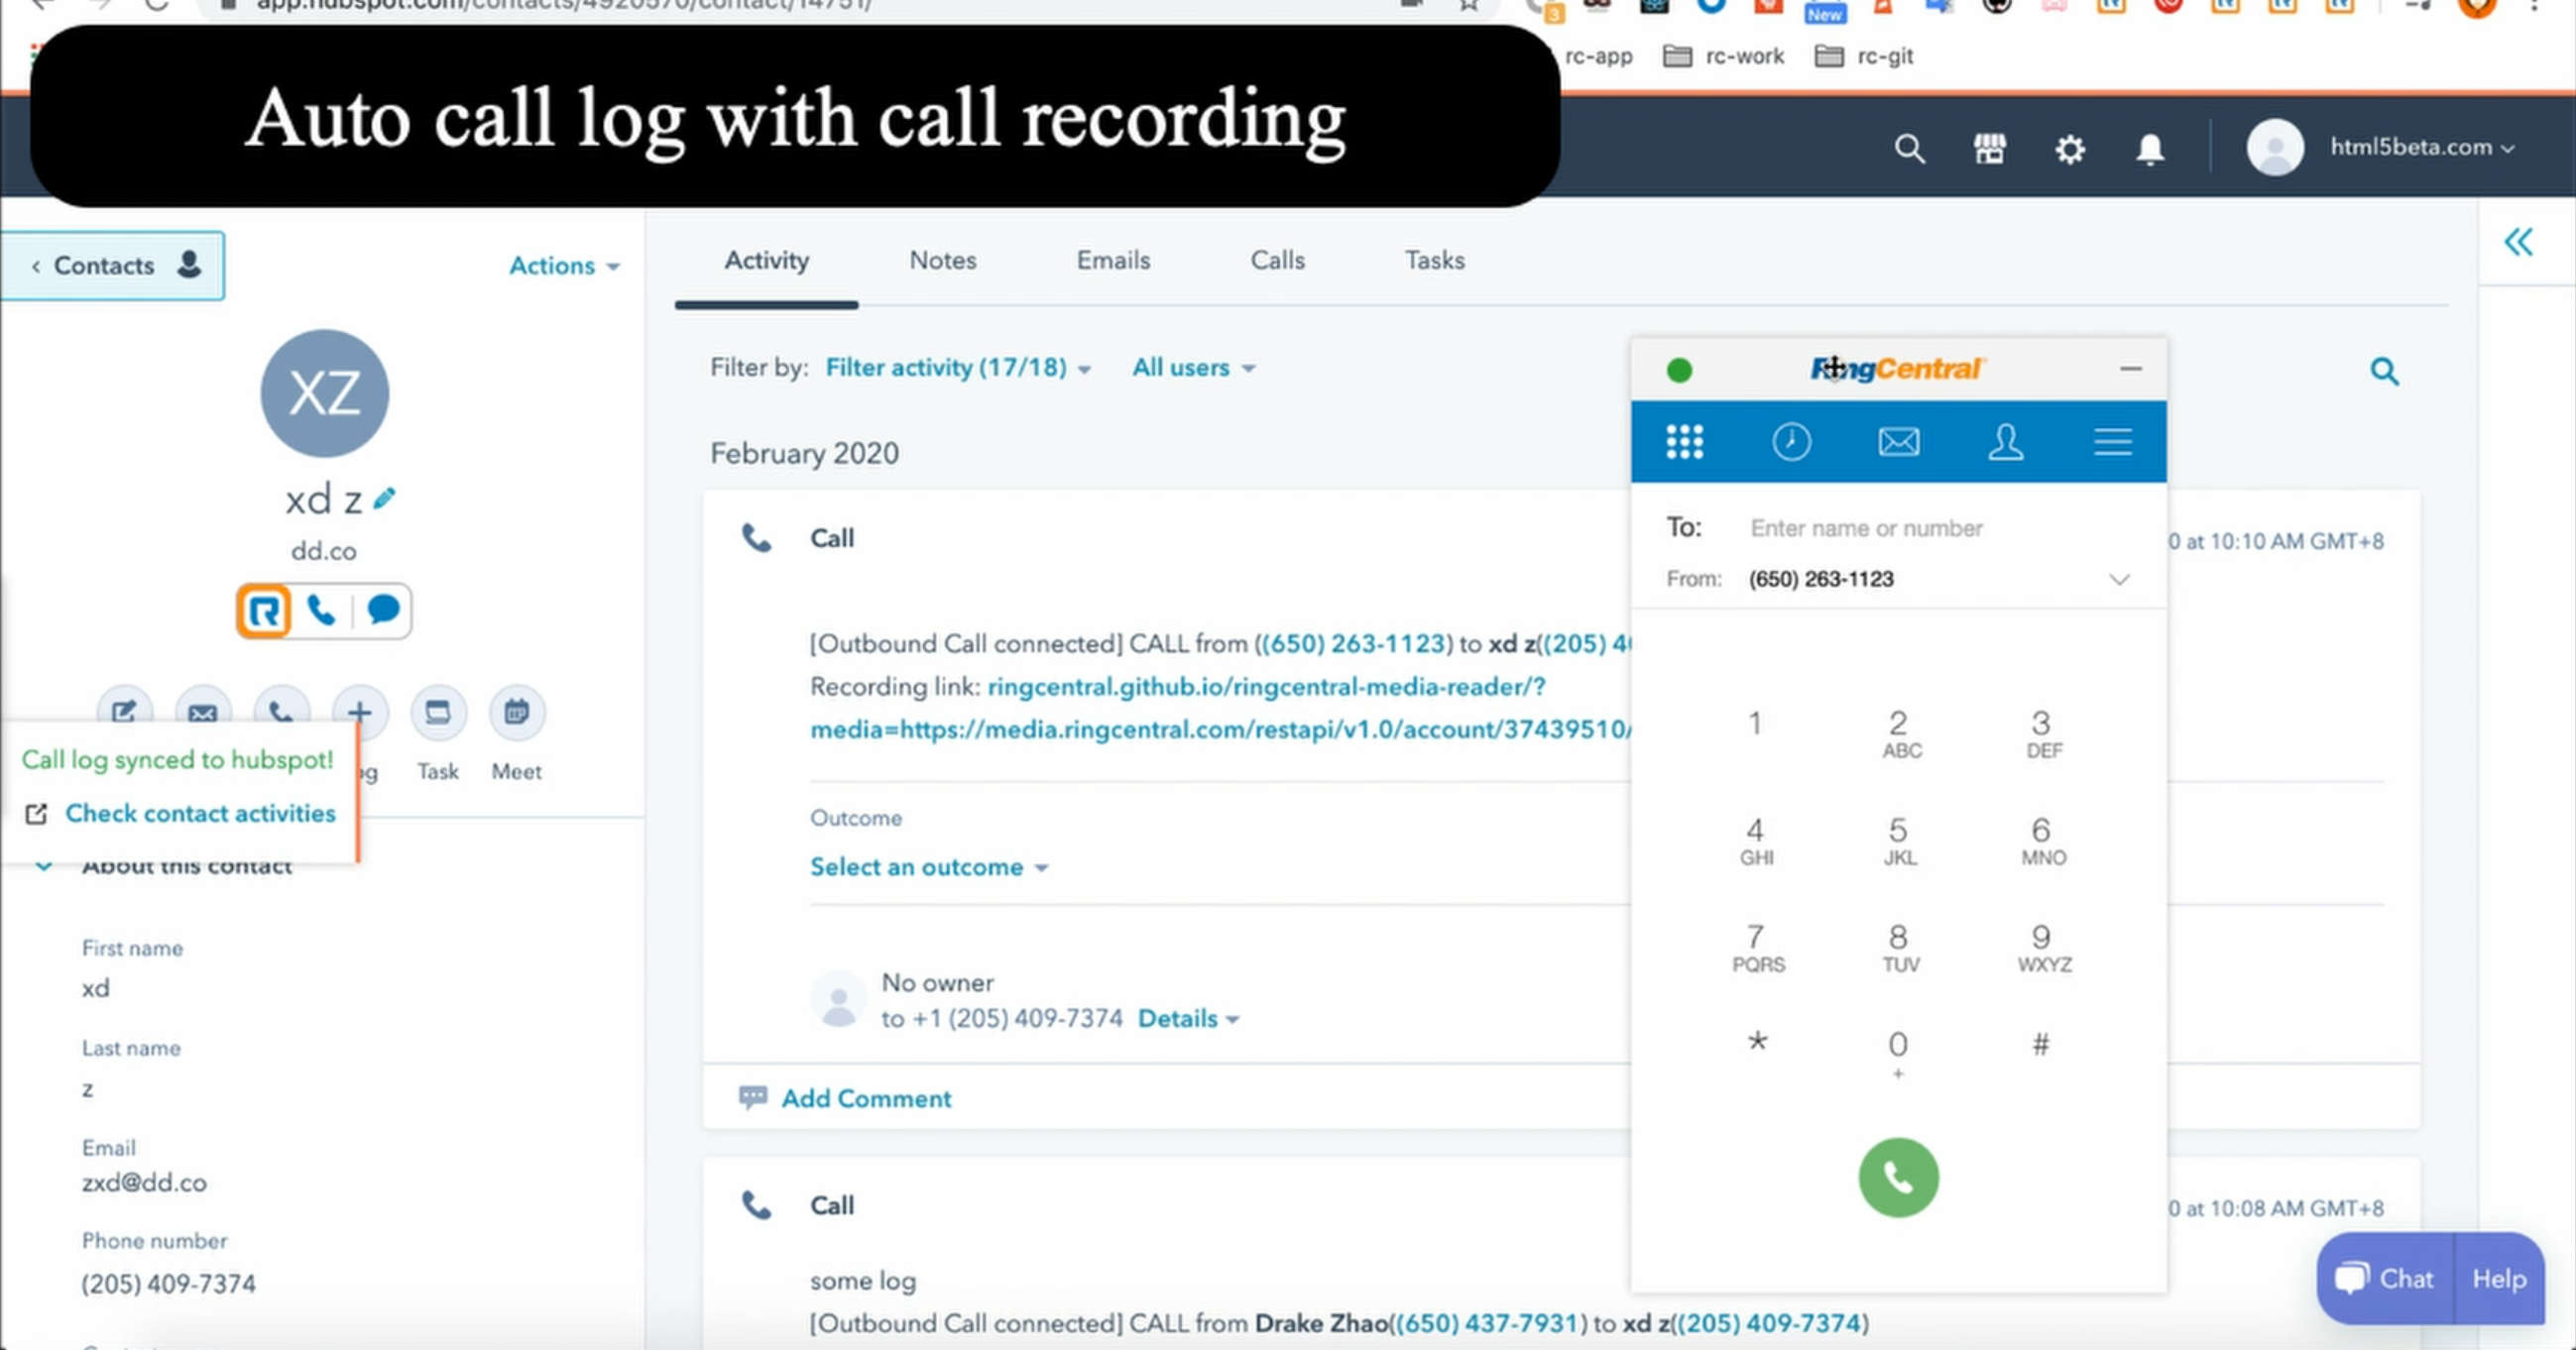 app.hubspot.com/contacts/4920570/contact/14751/
3
New
rc-app rc-work rc-git
Auto call log with call recording
html5beta.com
Contacts
Actions
Activity Notes Emails Calls Tasks
XZ
Filter by: Filter activity (17/18) All users
February 2020
xd z
dd.co
Call
0 at 10:10 AM GMT+8
[Outbound Call connected] CALL from ((650) 263-1123) to xd z((205)
Recording link: ringcentral.github.io/ringcentral-media-reader/?
media=https://media.ringcentral.com/restapi/v1.0/account/37439510/
Call log synced to hubspot!
Task Meet
Check contact activities
Outcome
Select an outcome
About this contact
First name
xd
Last name
z
Email
zxd@dd.co
Phone number
(205) 409-7374
No owner
to +1 (205) 409-7374 Details
Add Comment
Call
0 at 10:08 AM GMT+8
some log
[Outbound Call connected] CALL from Drake Zhao((650) 437-7931) to xd z((205) 409-7374)
RingCentral
To: Enter name or number
From: (650) 263-1123
1 2 3
ABC DEF
4 5 6
GHI JKL MNO
7 8 9
PQRS TUV WXYZ
* 0 #
+
Chat Help